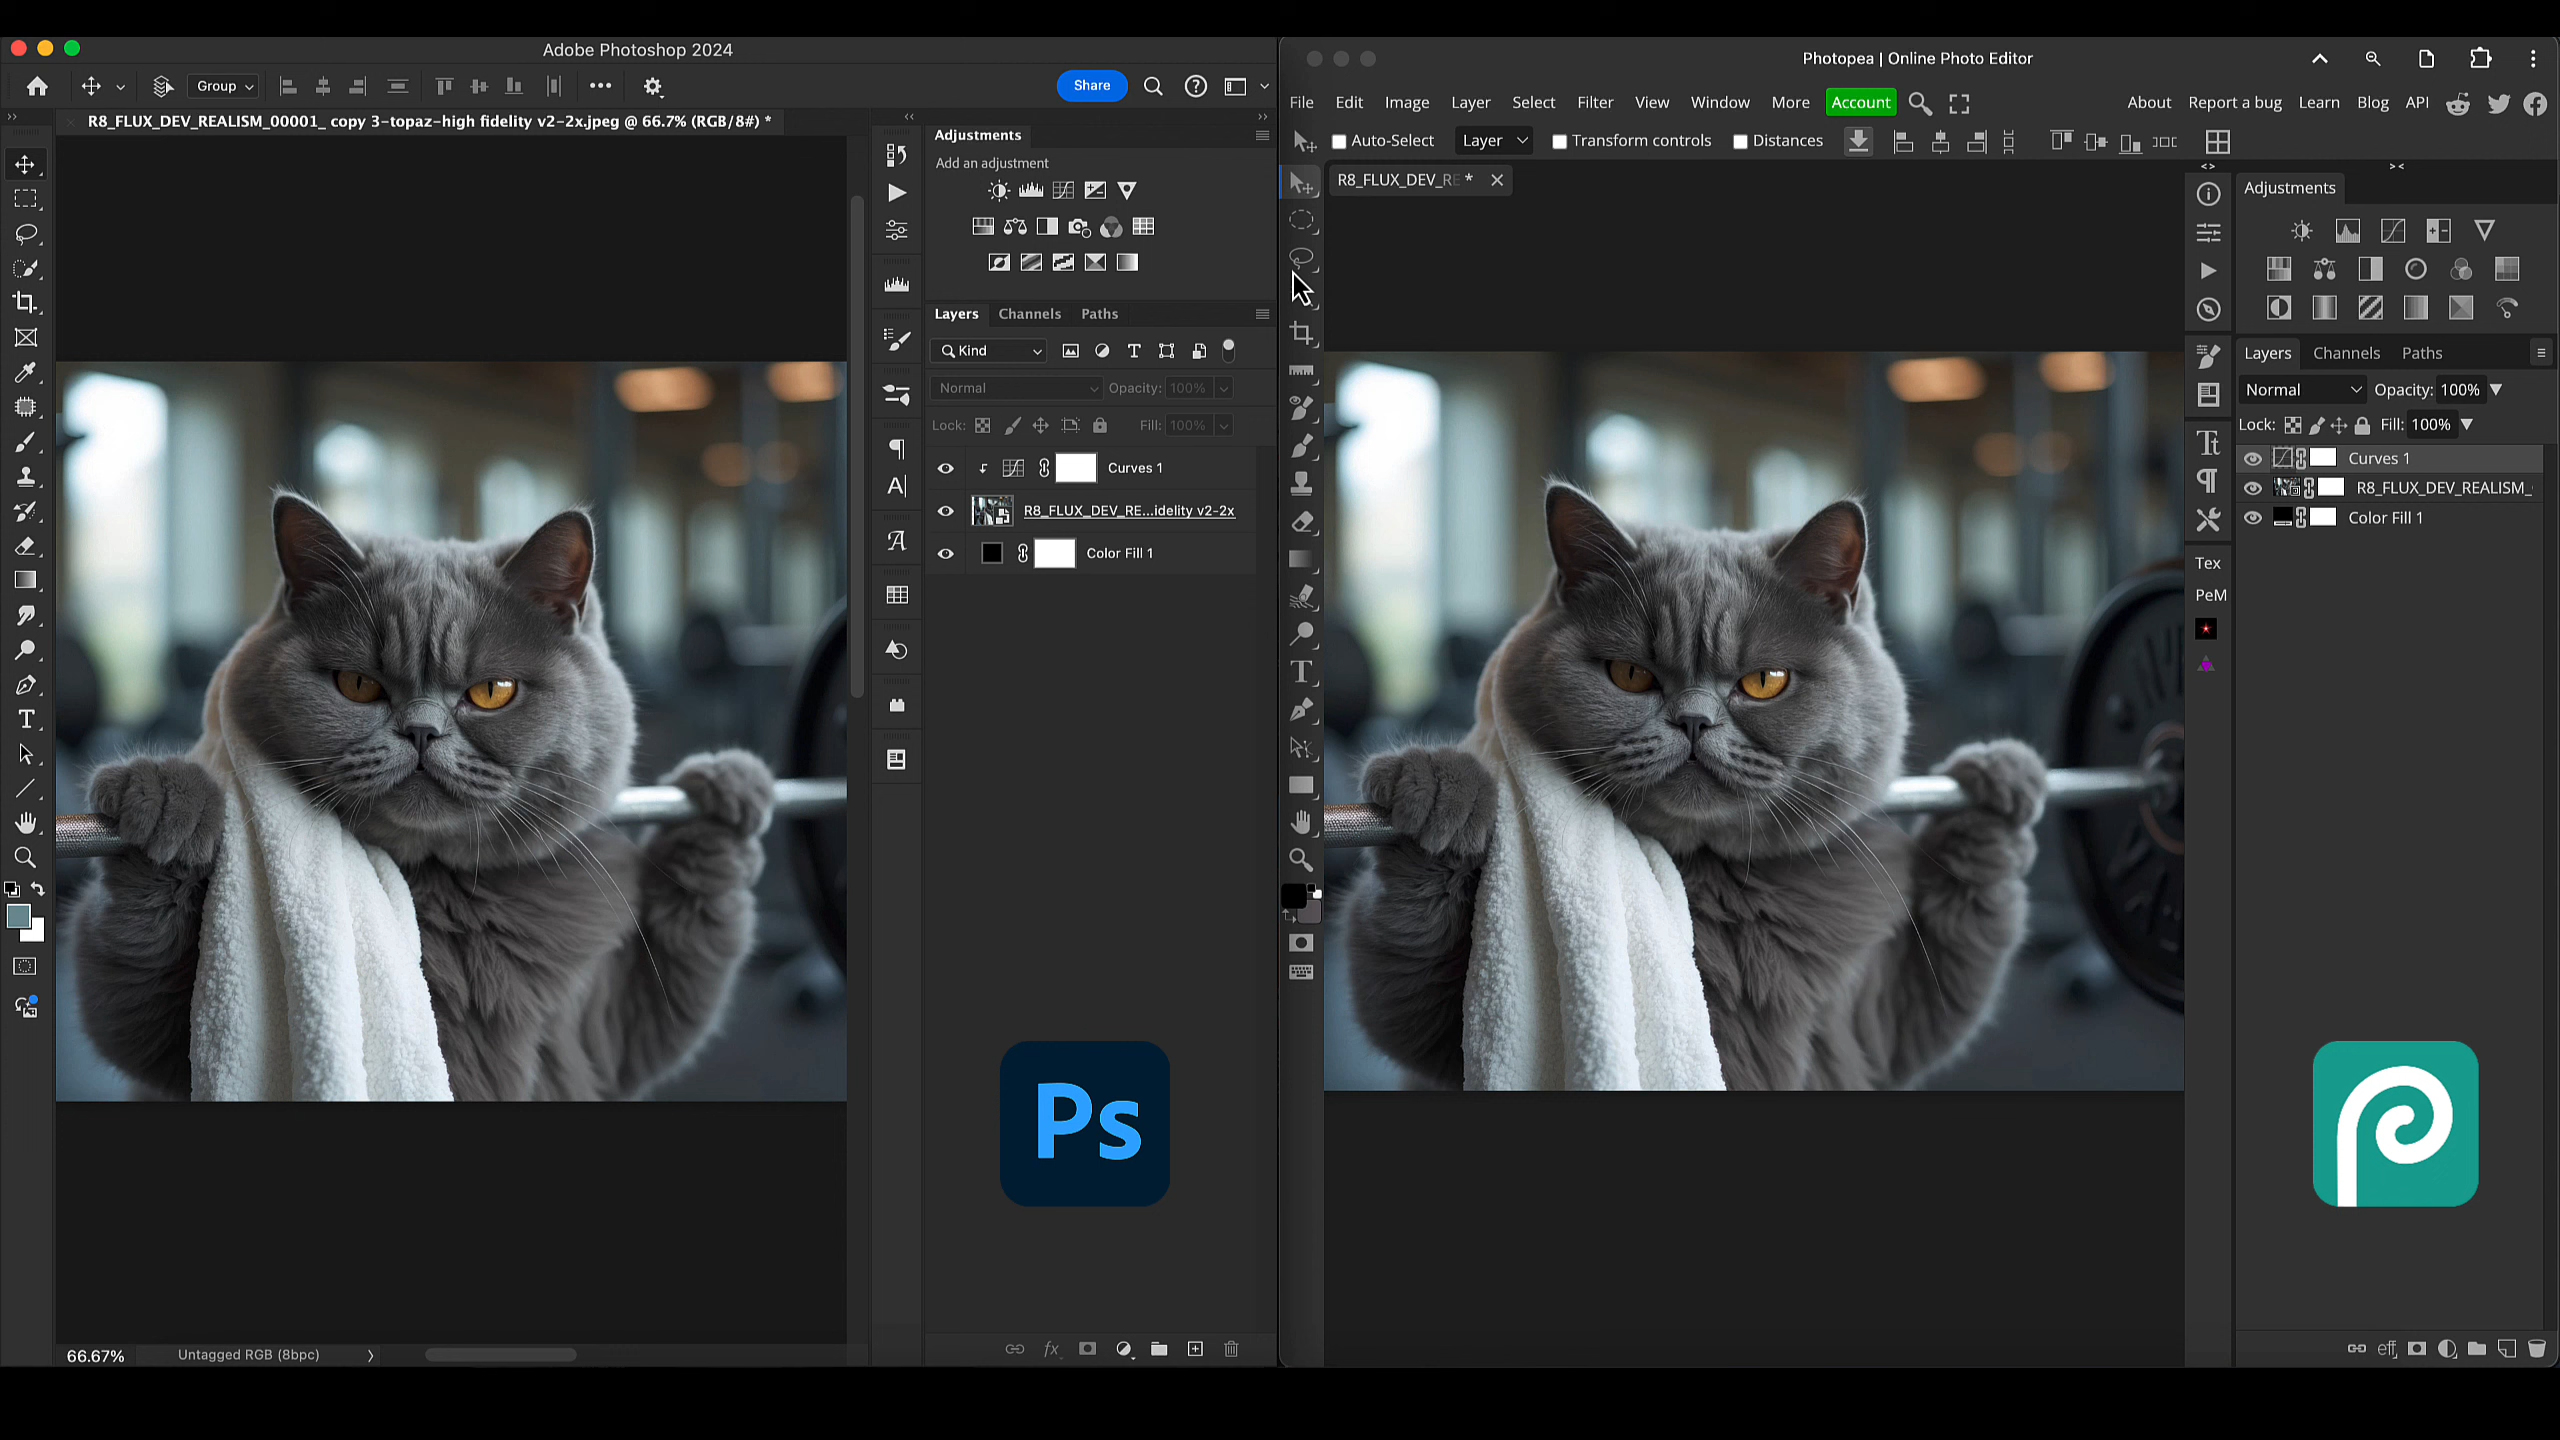 Adobe Photoshop 2024
Group
Share
R8_FLUX_DEV_REALISM_00001_ copy 3-topaz-high fidelity v2-2x.jpeg @ 66.7% (RGB/8#) *
Adjustments
Add an adjustment
Layers Channels Paths
Kind
Normal Opacity: 100%
Lock: Fill: 100%
Curves 1
R8_FLUX_DEV_RE...idelity v2-2x
Color Fill 1
Ps
fx
66.67% Untagged RGB (8bpc)
Photopea | Online Photo Editor
File Edit Image Layer Select Filter View Window More Account About Report a bug Learn Blog API
Auto-Select Layer Transform controls Distances
R8_FLUX_DEV_RE *
Adjustments
Layers Channels Paths
Normal Opacity: 100%
Lock: Fill: 100%
Curves 1
R8_FLUX_DEV_REALISM_
Color Fill 1
Tex
PeM
eff